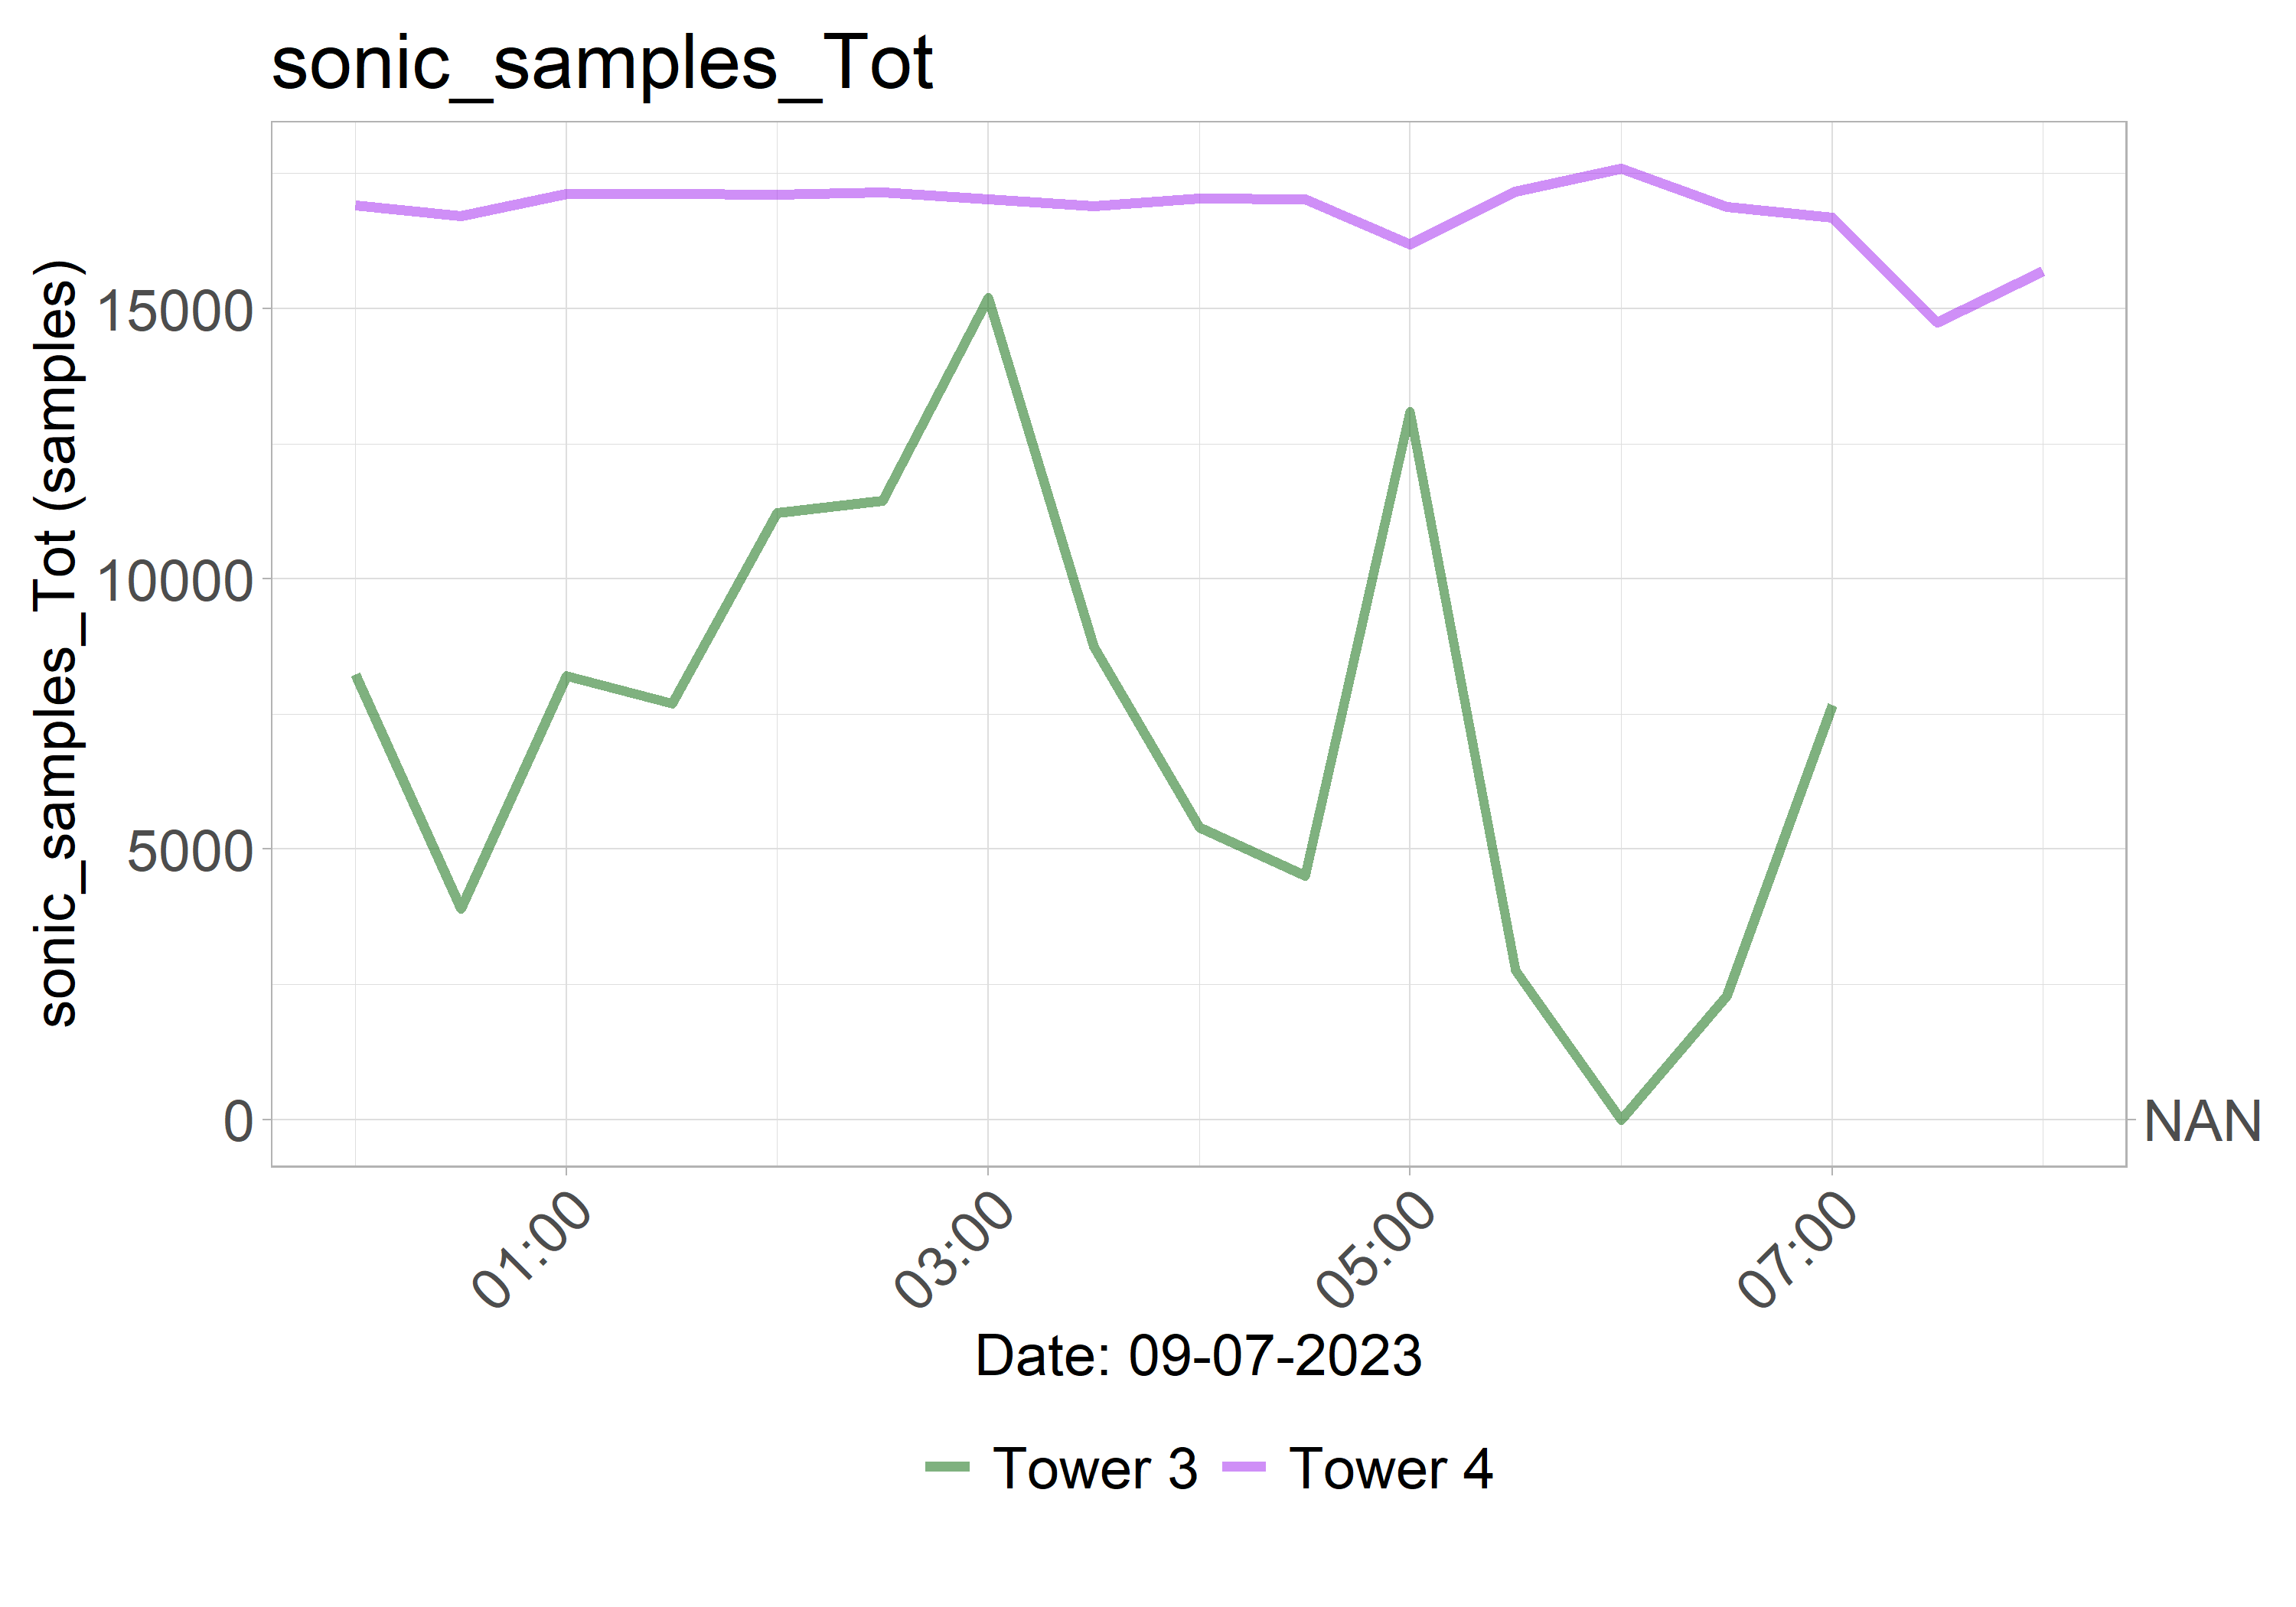 sonic_samples_Tot
sonic_samples_Tot (samples)
15000
10000
5000
0
NAN
01:00
03:00
05:00
07:00
Date: 09-07-2023
Tower 3
Tower 4